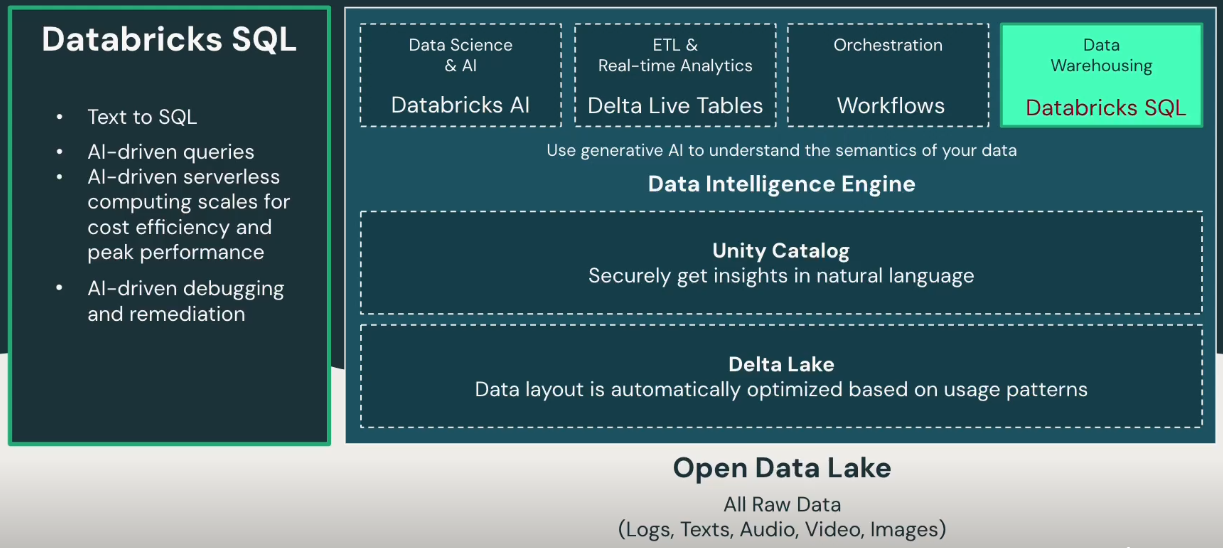 Databricks SQL
• Text to SQL
• AI-driven queries
• AI-driven serverless
computing scales for
cost efficiency and
peak performance
• AI-driven debugging
and remediation
Data Science
& AI
Databricks AI
ETL &
Real-time Analytics
Delta Live Tables
Orchestration
Workflows
Data
Warehousing
Databricks SQL
Use generative AI to understand the semantics of your data
Data Intelligence Engine
Unity Catalog
Securely get insights in natural language
Delta Lake
Data layout is automatically optimized based on usage patterns
Open Data Lake
All Raw Data
(Logs, Texts, Audio, Video, Images)